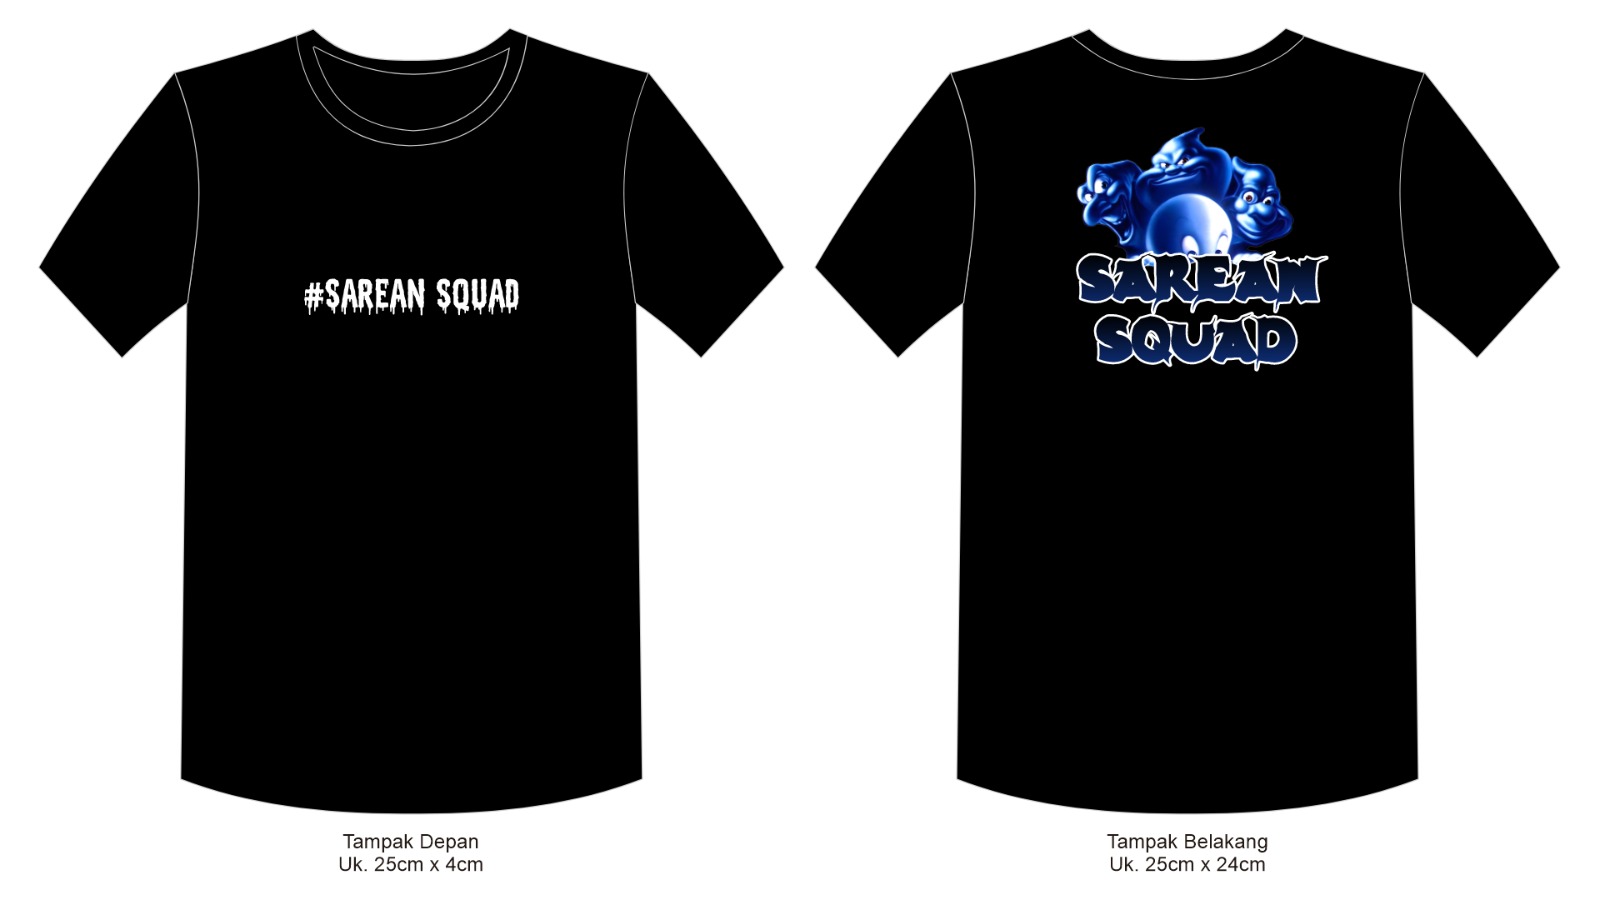 #SAREAN SQUAD
SAREAN
SQUAD
Tampak Depan
Uk. 25cm x 4cm
Tampak Belakang
Uk. 25cm x 24cm